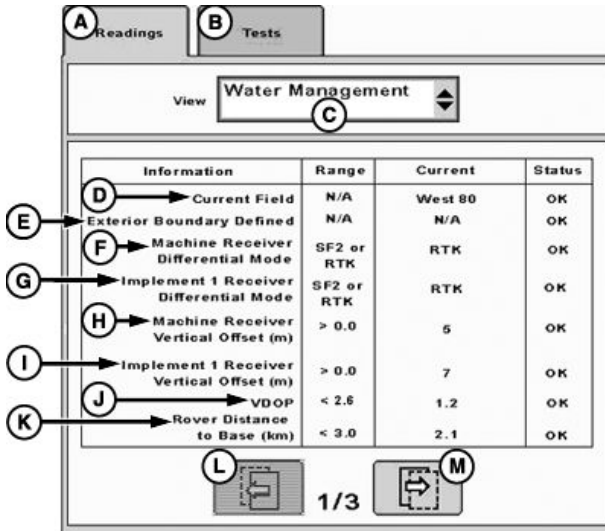 A Readings B Tests
View Water Management
C
Information Range Current Status
D Current Field N/A West 80 OK
E Exterior Boundary Defined N/A N/A OK
F Machine Receiver
Differential Mode SF2 or
RTK RTK OK
G Implement 1 Receiver
Differential Mode SF2 or
RTK RTK OK
H Machine Receiver
Vertical Offset (m) > 0.0 5 OK
I Implement 1 Receiver
Vertical Offset (m) > 0.0 7 OK
J VDOP < 2.6 1.2 OK
K Rover Distance
to Base (km) < 3.0 2.1 OK
L M
1/3